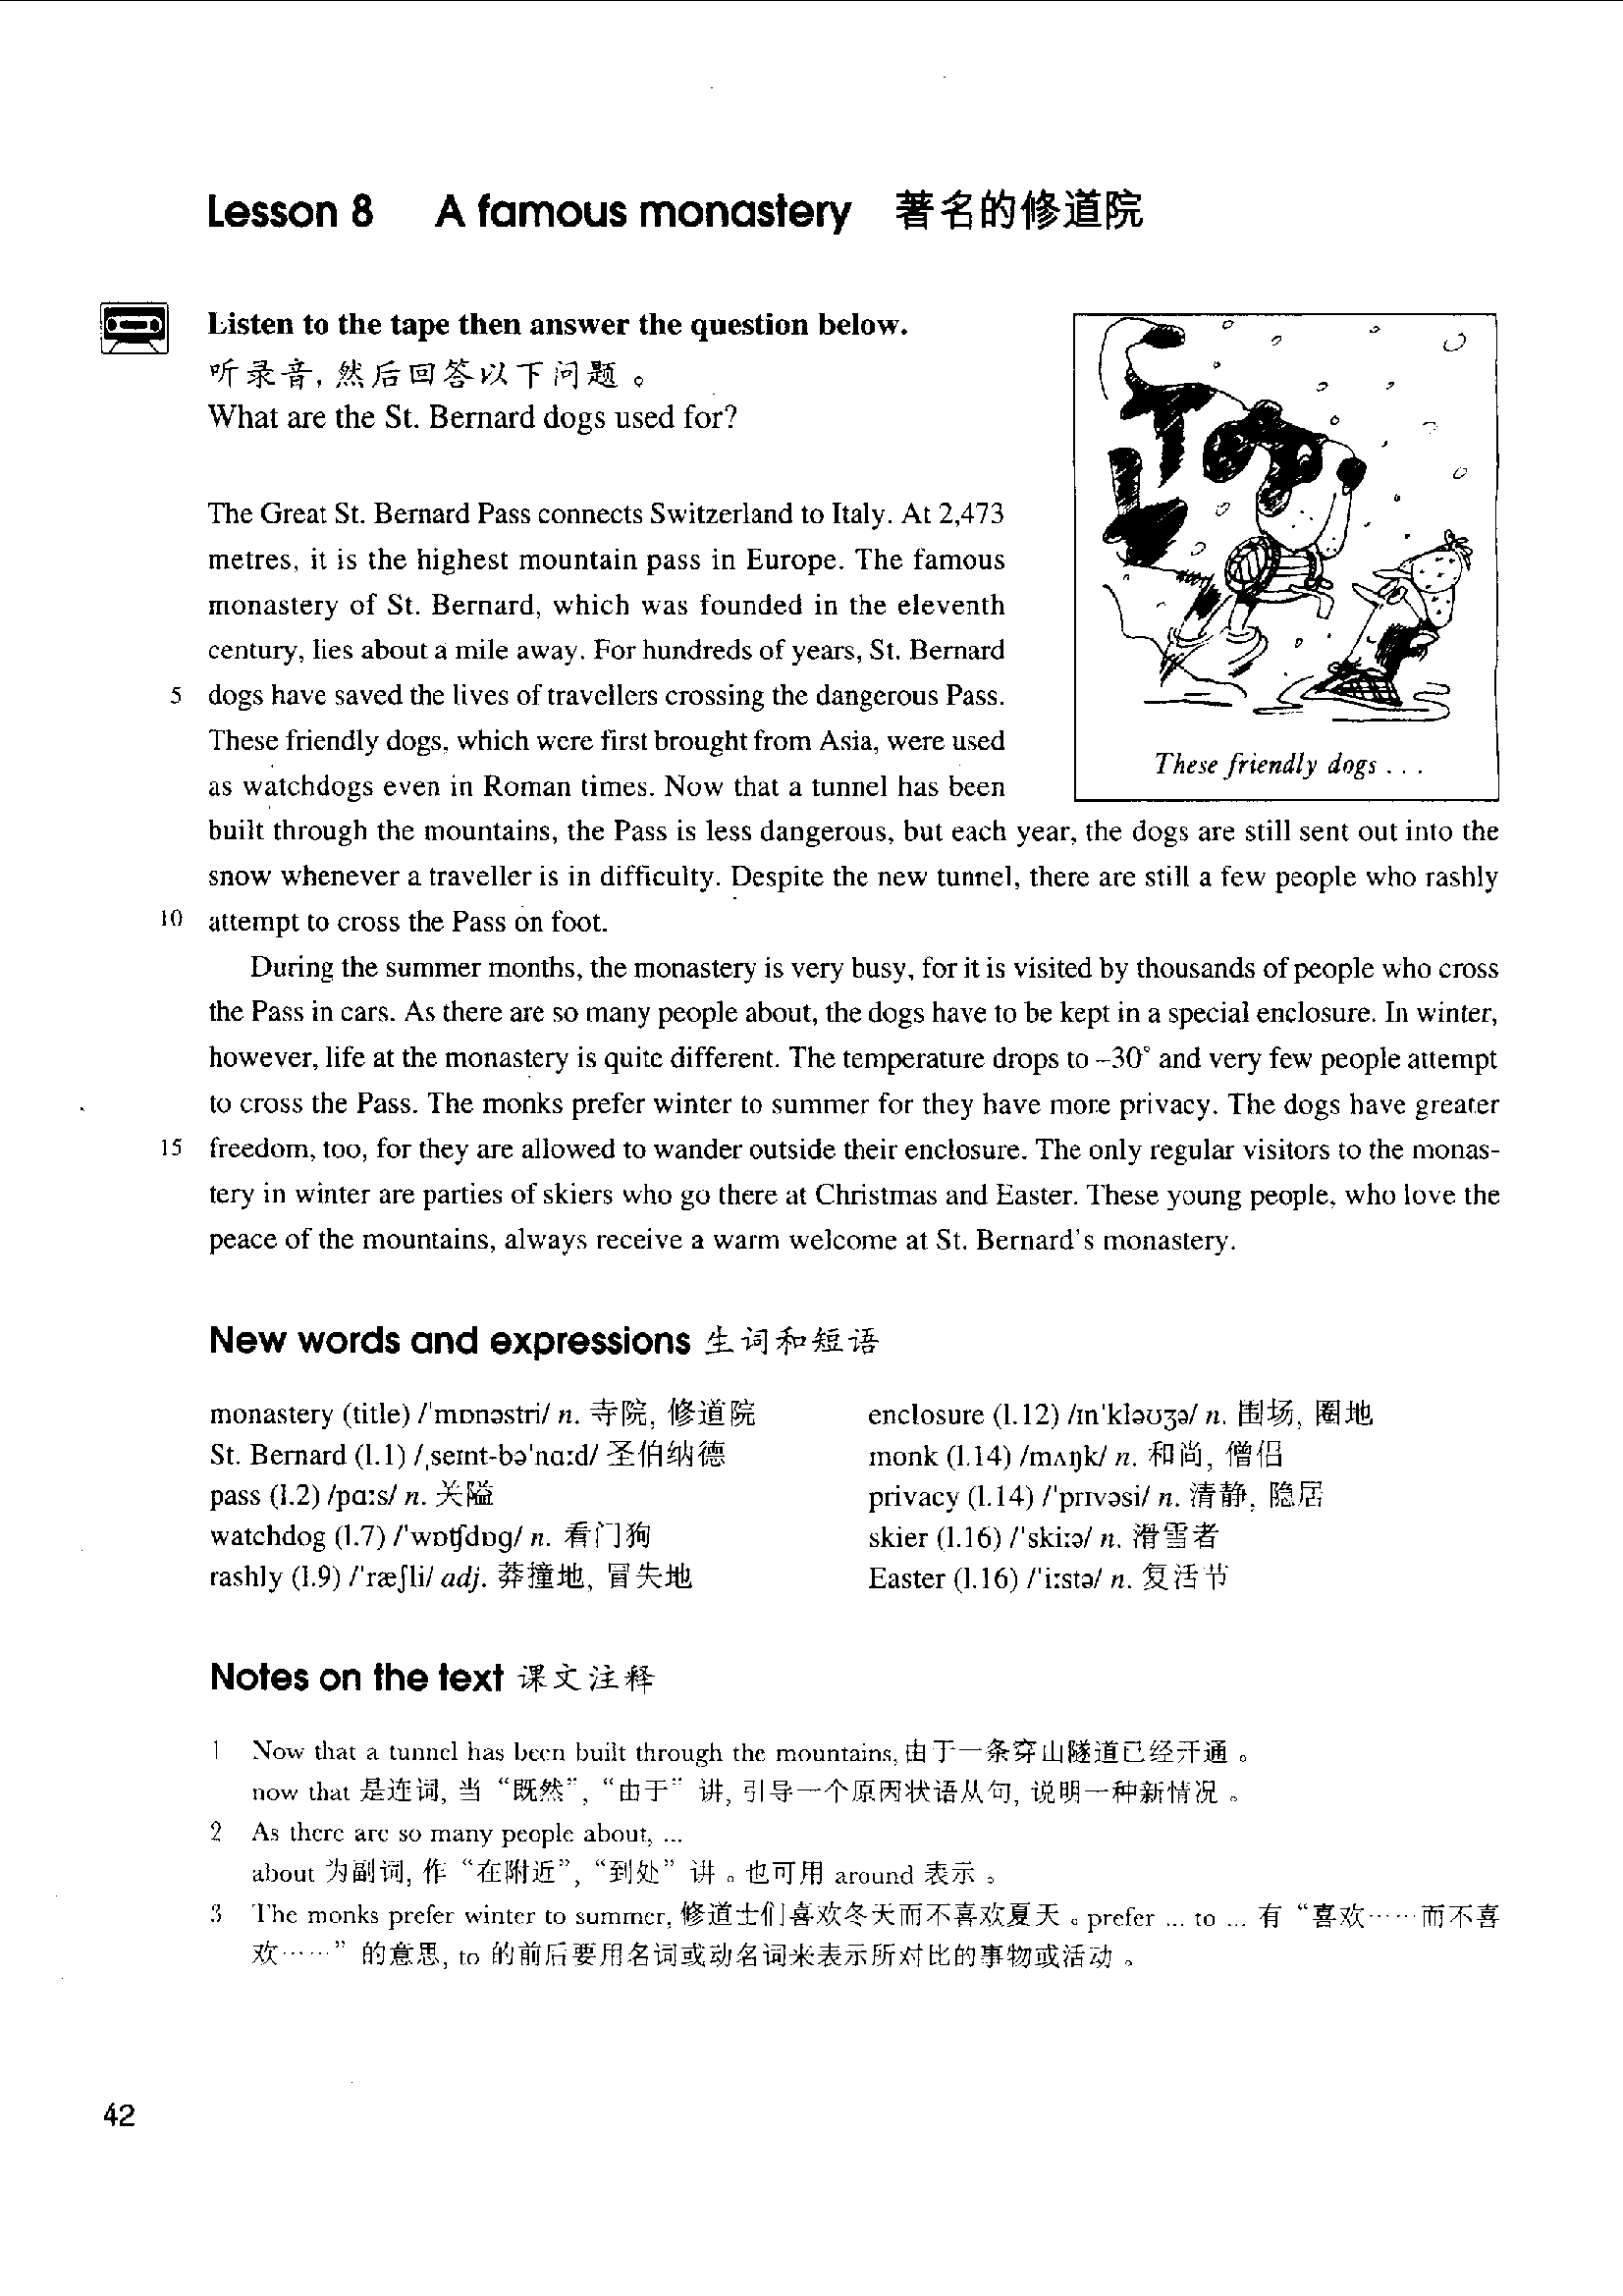 Lesson 8 A famous monastery 著名的修道院
Listen to the tape then answer the question below.
听录音, 然后回答以下问题。
What are the St. Bernard dogs used for?
The Great St. Bernard Pass connects Switzerland to Italy. At 2,473
metres, it is the highest mountain pass in Europe. The famous
monastery of St. Bernard, which was founded in the eleventh
century, lies about a mile away. For hundreds of years, St. Bernard
5 dogs have saved the lives of travellers crossing the dangerous Pass.
These friendly dogs, which were first brought from Asia, were used
as watchdogs even in Roman times. Now that a tunnel has been
These friendly dogs . . .
built through the mountains, the Pass is less dangerous, but each year, the dogs are still sent out into the
snow whenever a traveller is in difficulty. Despite the new tunnel, there are still a few people who rashly
10 attempt to cross the Pass on foot.
During the summer months, the monastery is very busy, for it is visited by thousands of people who cross
the Pass in cars. As there are so many people about, the dogs have to be kept in a special enclosure. In winter,
however, life at the monastery is quite different. The temperature drops to –30° and very few people attempt
to cross the Pass. The monks prefer winter to summer for they have more privacy. The dogs have greater
15 freedom, too, for they are allowed to wander outside their enclosure. The only regular visitors to the monas-
tery in winter are parties of skiers who go there at Christmas and Easter. These young people, who love the
peace of the mountains, always receive a warm welcome at St. Bernard's monastery.
New words and expressions 生词和短语
monastery (title) /ˈmɒnəstri/ n. 寺院, 修道院
St. Bernard (l.1) /ˌseɪnt-bəˈnɑːd/ 圣伯纳德
pass (l.2) /pɑːs/ n. 关隘
watchdog (l.7) /ˈwɒtʃdɒg/ n. 看门狗
rashly (l.9) /ˈræʃli/ adj. 莽撞地, 冒失地
enclosure (l.12) /ɪnˈkləʊʒə/ n. 围场, 圈地
monk (l.14) /mʌŋk/ n. 和尚, 僧侣
privacy (l.14) /ˈprɪvəsi/ n. 清静, 隐居
skier (l.16) /ˈskiːə/ n. 滑雪者
Easter (l.16) /ˈiːstə/ n. 复活节
Notes on the text 课文注释
1 Now that a tunnel has been built through the mountains, 由于一条穿山隧道已经开通。
now that 是连词, 当 “既然”, “由于” 讲, 引导一个原因状语从句, 说明一种新情况。
2 As there are so many people about, ...
about 为副词, 作 “在附近”, “到处” 讲。也可用 around 表示。
3 The monks prefer winter to summer, 修道士们喜欢冬天而不喜欢夏天。prefer ... to ... 有 “喜欢……而不喜
欢……” 的意思, to 的前后要用名词或动名词来表示所对比的事物或活动。
42